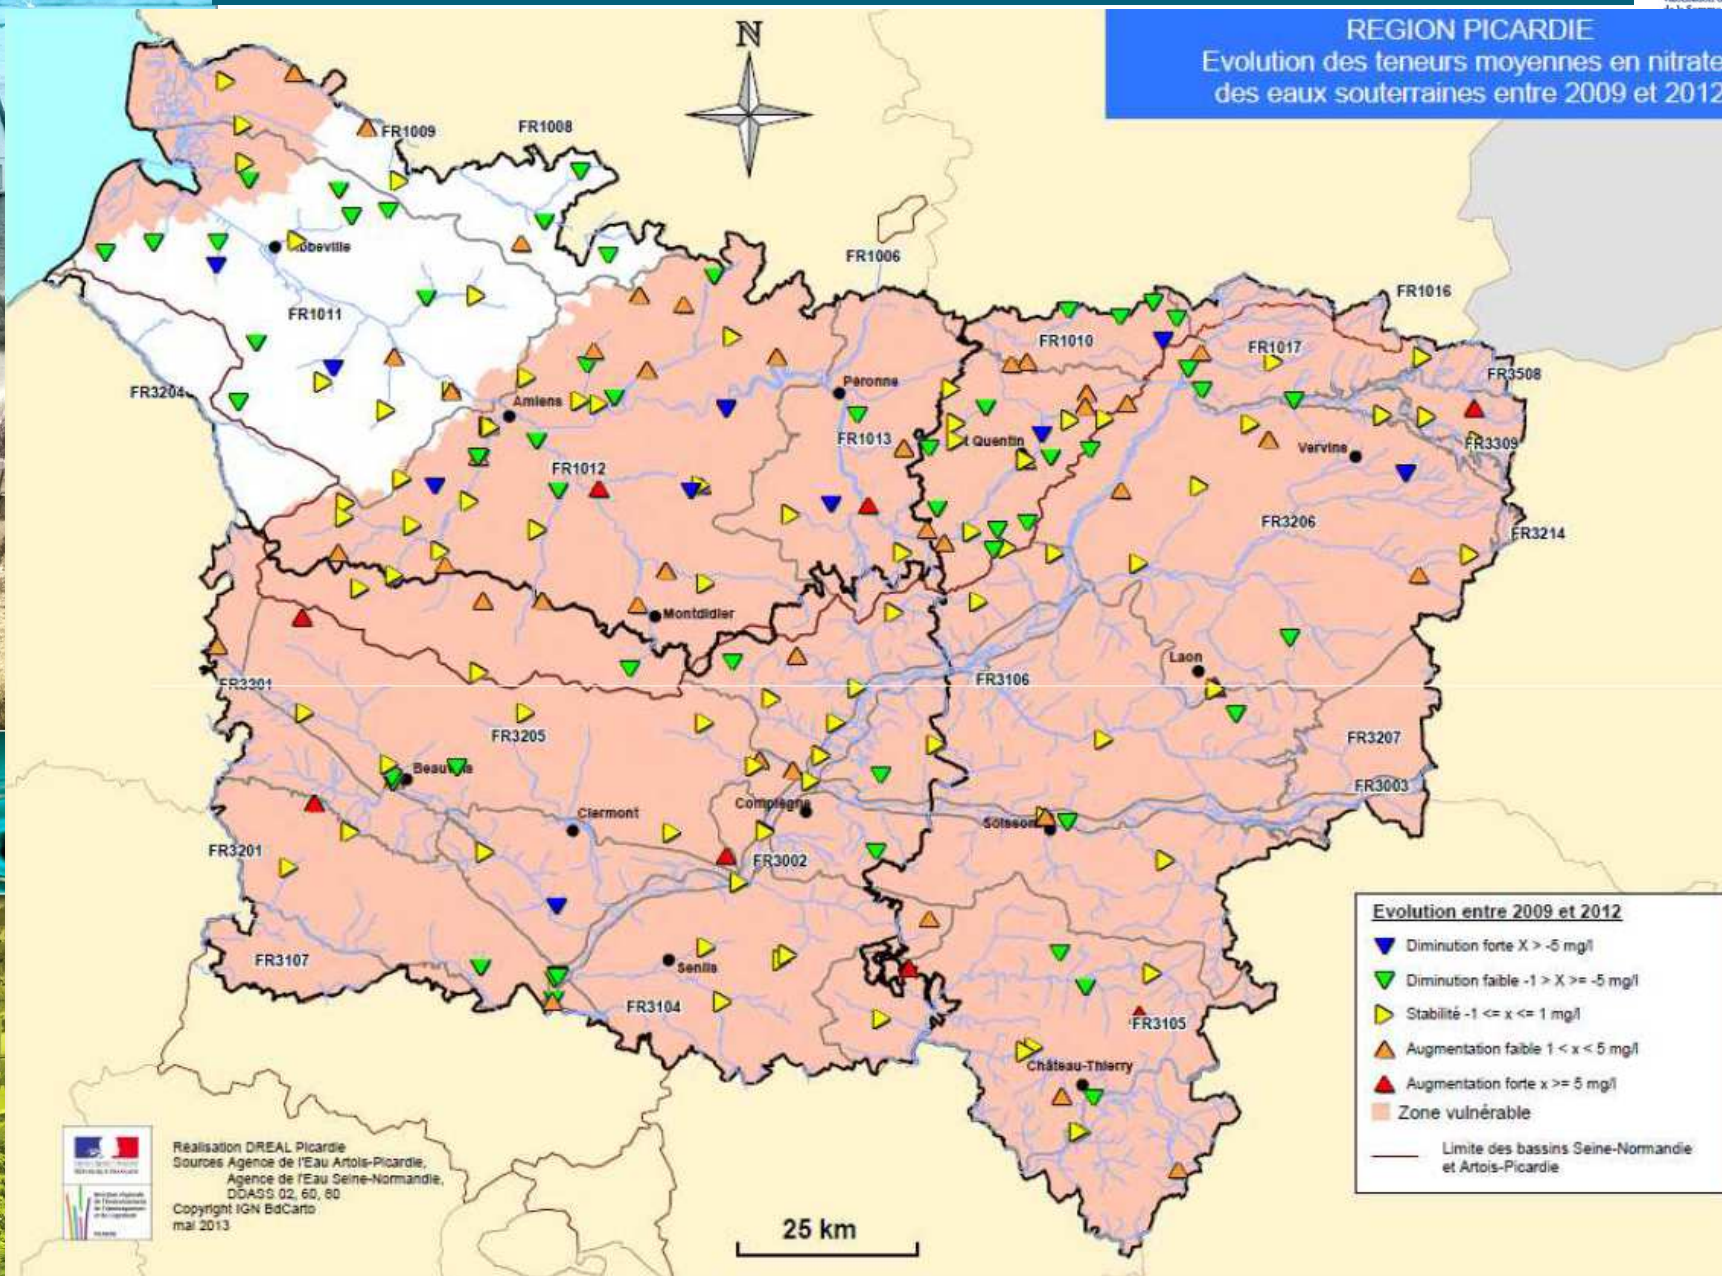 REGION PICARDIE
Evolution des teneurs moyennes en nitrate
des eaux souterraines entre 2009 et 2012
N
FR1009
FR1008
FR1006
FR1016
FR1011
FR1010
FR1017
FR3204
FR3508
Péronne
Amiens
FR1013
t Quentin
Vervins
FR3309
FR1012
FR3206
FR3214
Montdidier
Laon
FR3301
FR3106
FR3205
FR3207
FR3003
Clermont
Compiègne
Soisson
FR3201
FR3002
FR3107
Senlis
FR3104
FR3105
Château-Thierry
Evolution entre 2009 et 2012
Diminution forte X > -5 mg/l
Diminution faible -1 > X >= -5 mg/l
Stabilité -1 <= x <= 1 mg/l
Augmentation faible 1 < x < 5 mg/l
Augmentation forte x >= 5 mg/l
Zone vulnérable
Limite des bassins Seine-Normandie
et Artois-Picardie
Réalisation DREAL Picardie
Sources Agence de l'Eau Artois-Picardie,
Agence de l'Eau Seine-Normandie,
DDASS 02, 60, 80
Copyright IGN BdCarto
mai 2013
25 km